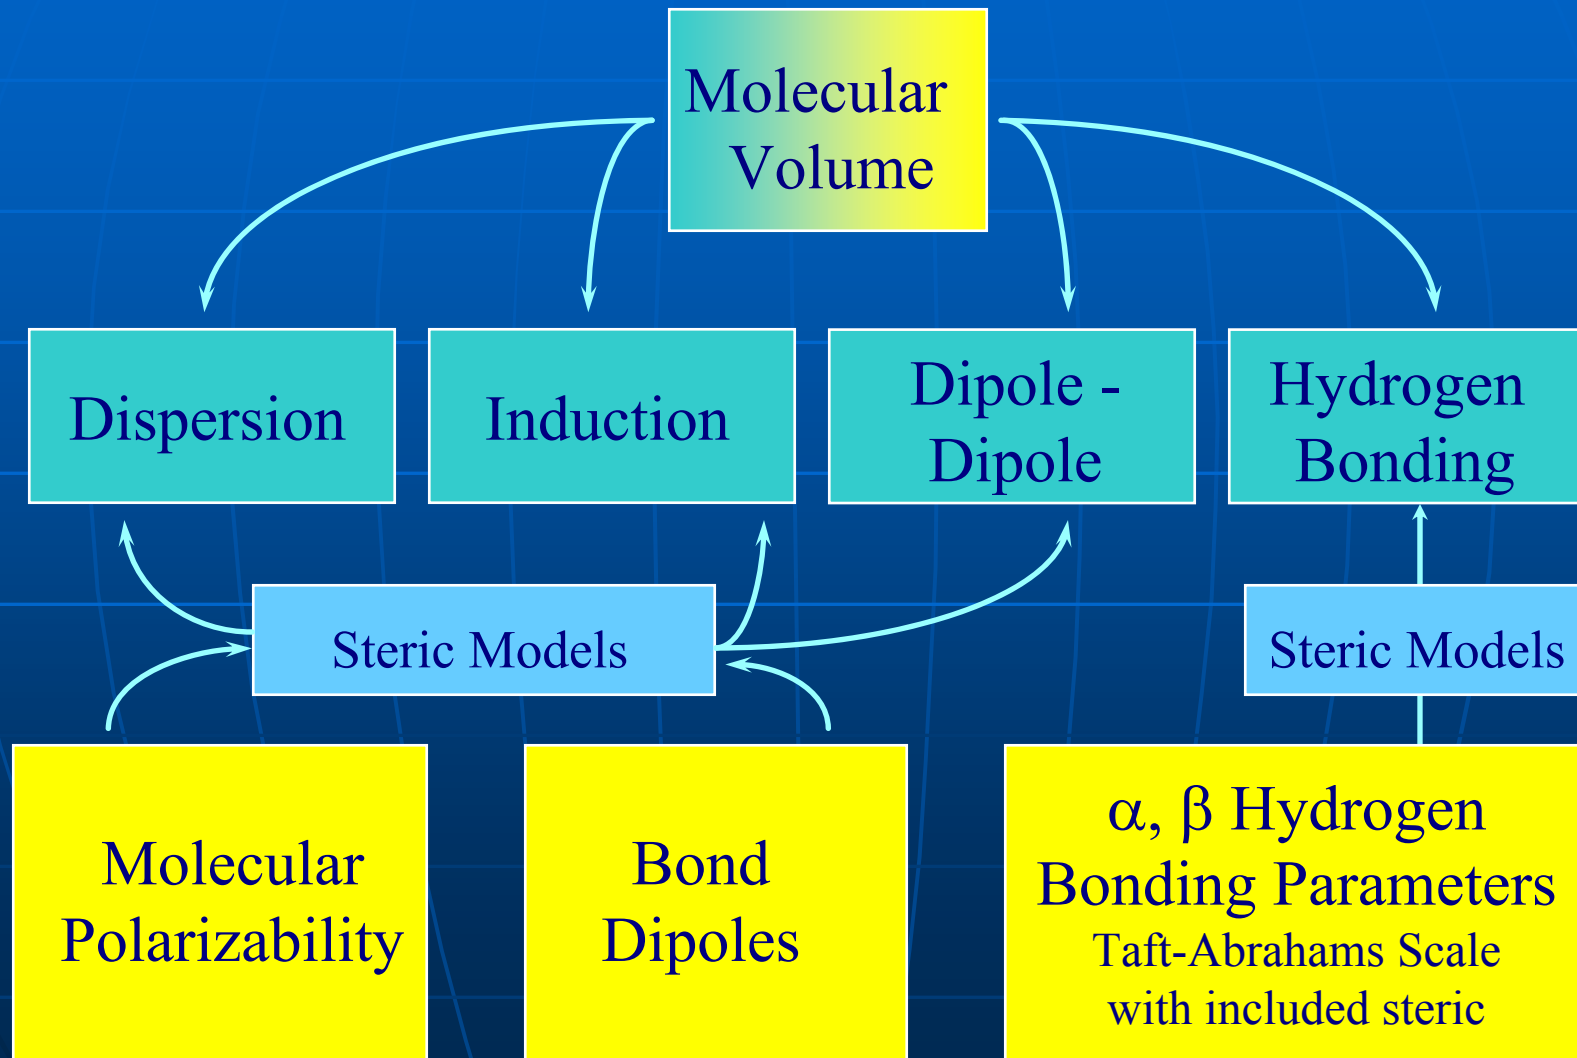 Molecular
Volume
Dispersion
Induction
Dipole -
Dipole
Hydrogen
Bonding
Steric Models
Steric Models
Molecular
Polarizability
Bond
Dipoles
α, β Hydrogen
Bonding Parameters
Taft-Abrahams Scale
with included steric